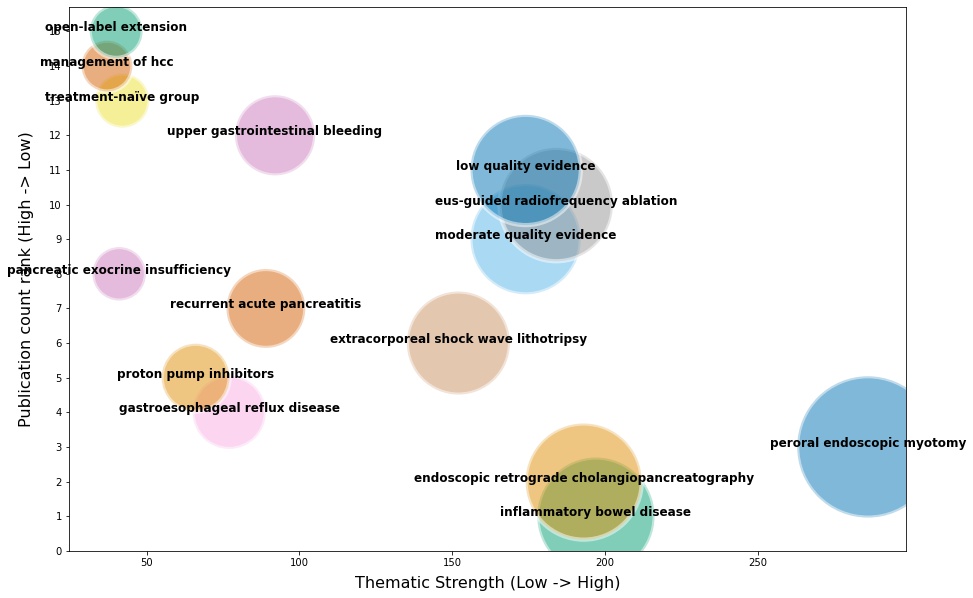 open-label extension
15
management of hcc
14
treatment-naïve group
13
upper gastrointestinal bleeding
12
low quality evidence
11
eus-guided radiofrequency ablation
10
moderate quality evidence
9
pancreatic exocrine insufficiency
8
recurrent acute pancreatitis
7
extracorporeal shock wave lithotripsy
6
proton pump inhibitors
5
gastroesophageal reflux disease
4
peroral endoscopic myotomy
3
endoscopic retrograde cholangiopancreatography
2
inflammatory bowel disease
1
0
50 100 150 200 250
Thematic Strength (Low -> High)
Publication count rank (High -> Low)